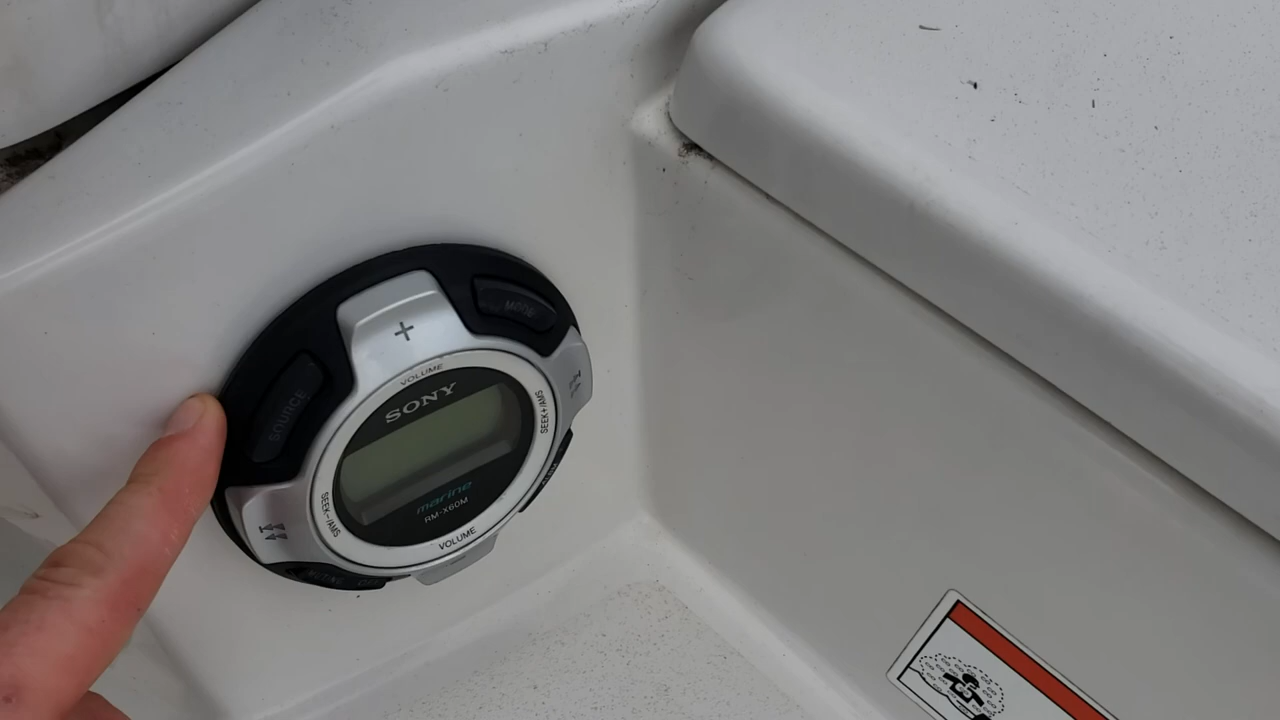 MODE
+
SOURCE
VOLUME
SONY
SEEK+/AMS
marine
RM-X60M
SEEK-/AMS
VOLUME